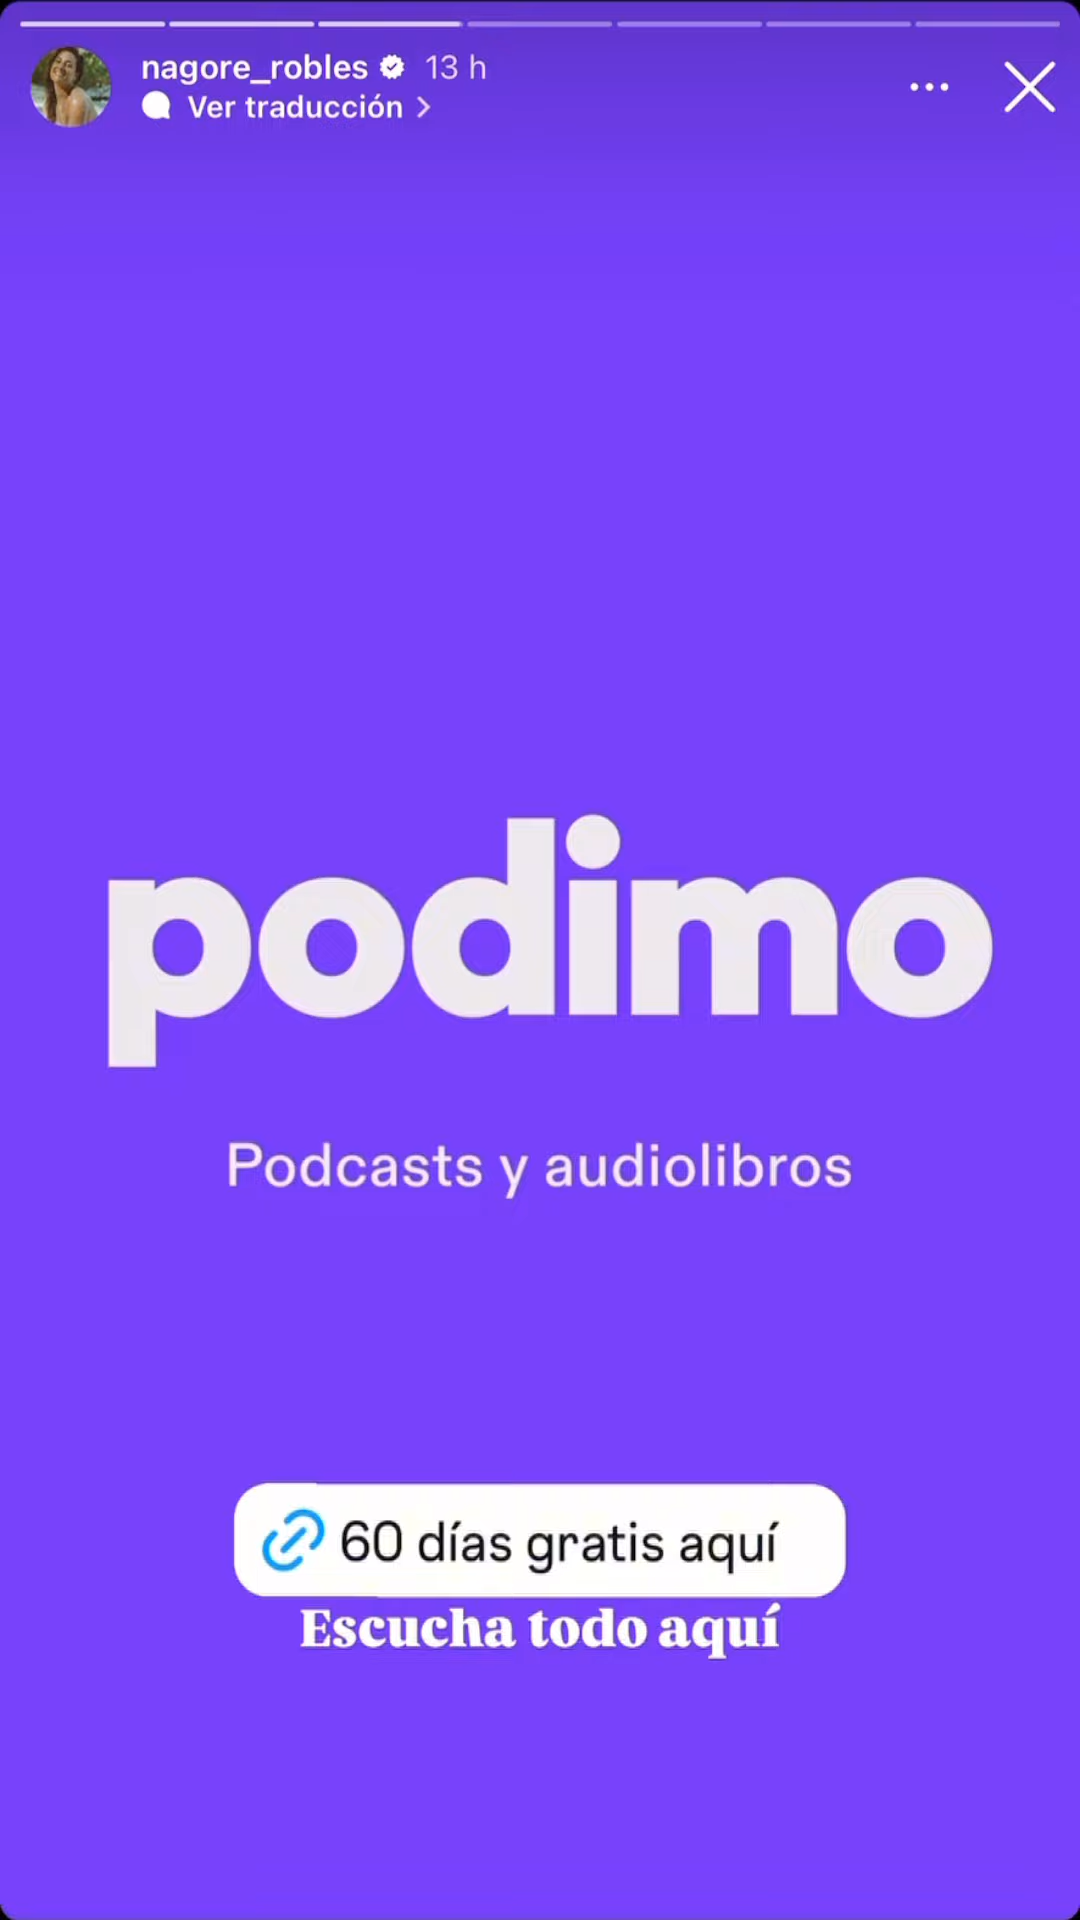 nagore_robles 13 h
Ver traducción
podimo
Podcasts y audiolibros
60 días gratis aquí
Escucha todo aquí